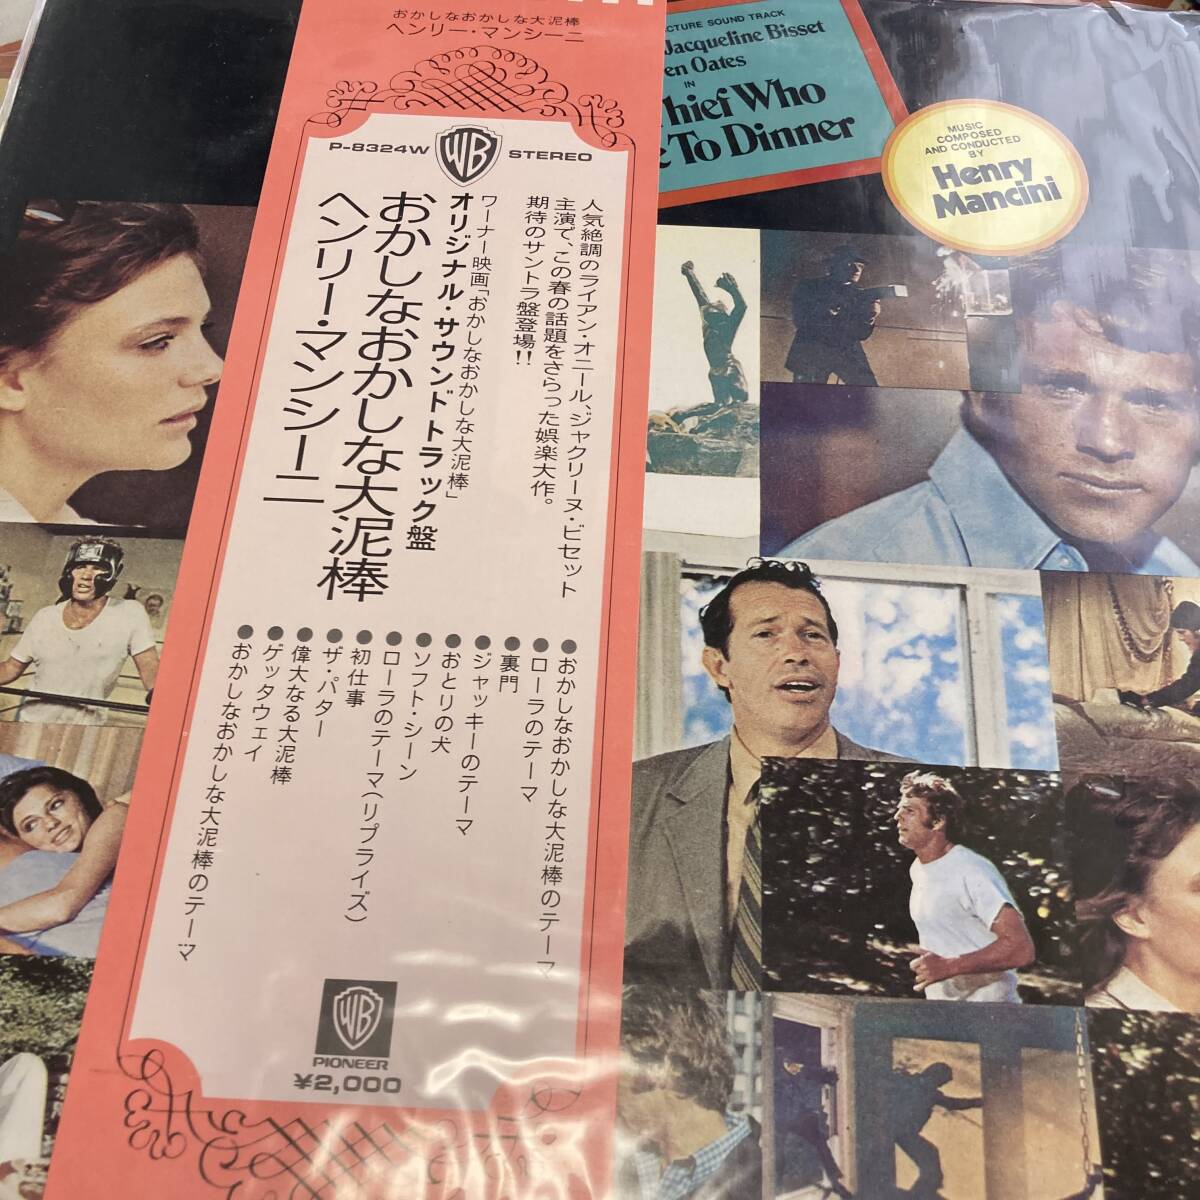 おかしなおかしな大泥棒
ヘンリー・マンシーニ
P-8324W
WB
STEREO
人気絶調のライアン・オニール、ジャクリーヌ・ビセット
主演で、この春の話題をさらった娯楽大作。
期待のサントラ盤登場!!
ワーナー映画「おかしなおかしな大泥棒」
オリジナル・サウンドトラック盤
おかしなおかしな大泥棒
ヘンリー・マンシーニ
●おかしなおかしな大泥棒のテーマ
●ローラのテーマ
●裏門
●ジャッキーのテーマ
●おとりの犬
●ソフト・シーン
●ローラのテーマ(リプライズ)
●初仕事
●ザ・パター
●偉大なる大泥棒
●ゲッタウェイ
●おかしなおかしな大泥棒のテーマ
WB
PIONEER
¥2,000
SOUND TRACK
Jacqueline Bisset
Oates
IN
Who
To Dinner
MUSIC
COMPOSED
AND CONDUCTED
BY
Henry
Mancini